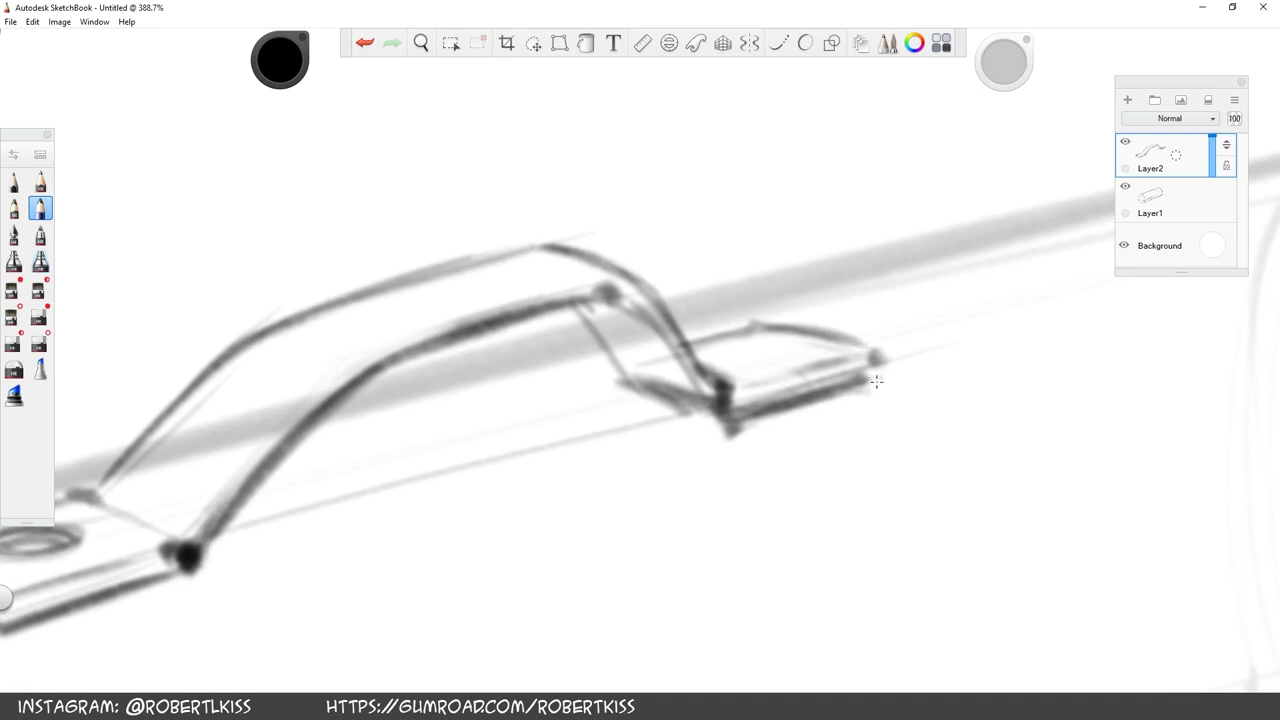 Autodesk SketchBook - Untitled @ 388.7%
File Edit Image Window Help
Normal
100
Layer2
Layer1
Background
INSTAGRAM: @ROBERTLKISS HTTPS://GUMROAD.COM/ROBERTKISS